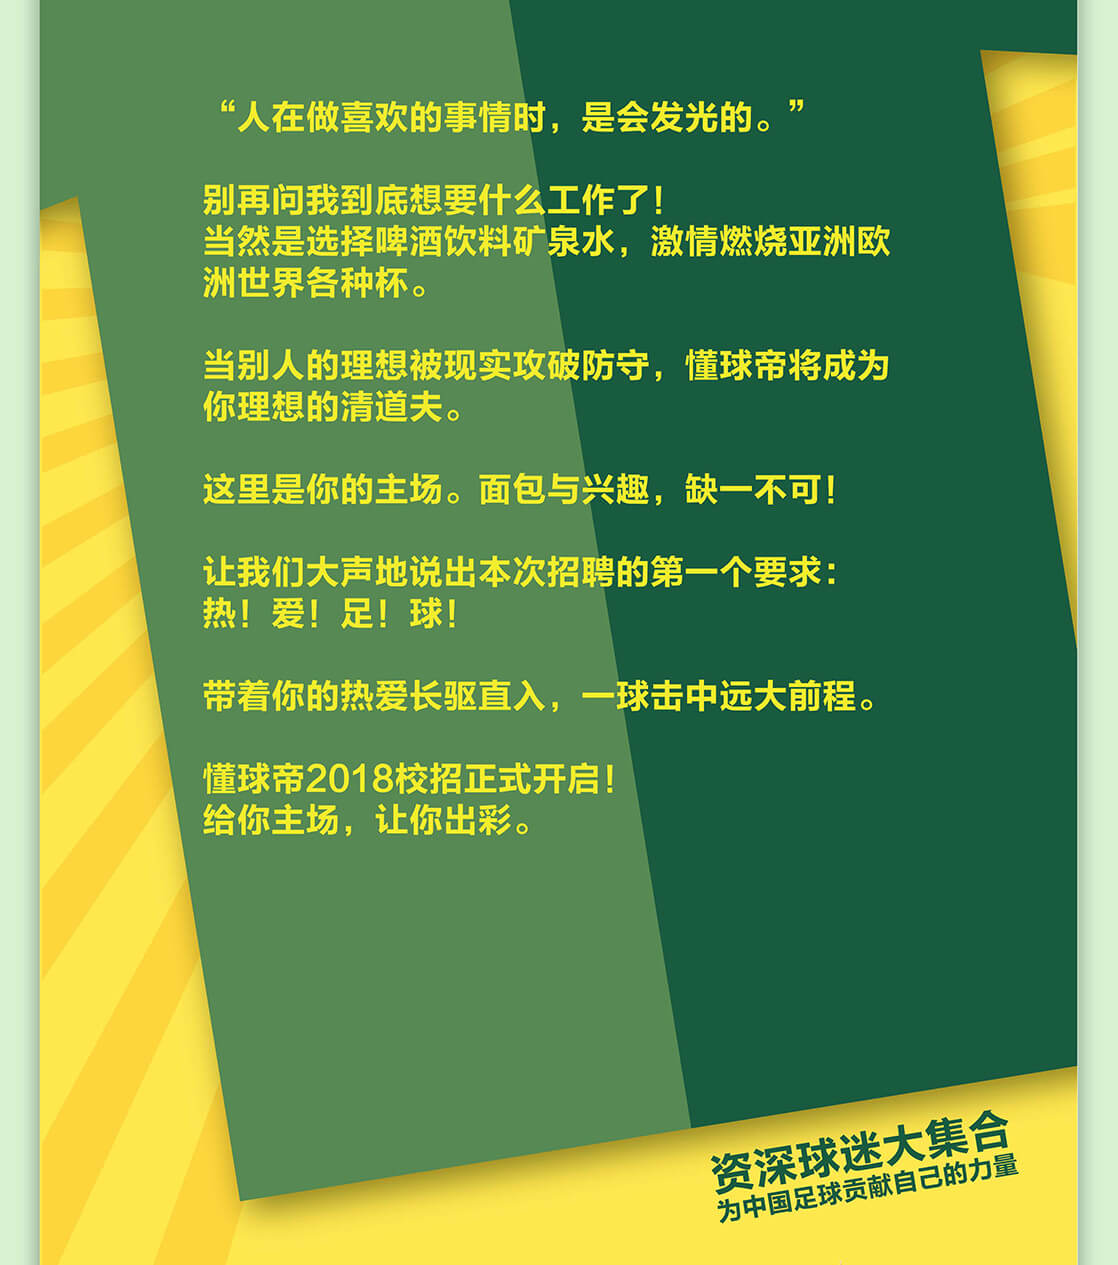 “人在做喜欢的事情时，是会发光的。”
别再问我到底想要什么工作了！
当然是选择啤酒饮料矿泉水，激情燃烧亚洲欧
洲世界各种杯。
当别人的理想被现实攻破防守，懂球帝将成为
你理想的清道夫。
这里是你的主场。面包与兴趣，缺一不可！
让我们大声地说出本次招聘的第一个要求：
热！爱！足！球！
带着你的热爱长驱直入，一球击中远大前程。
懂球帝2018校招正式开启！
给你主场，让你出彩。
资深球迷大集合
为中国足球贡献自己的力量